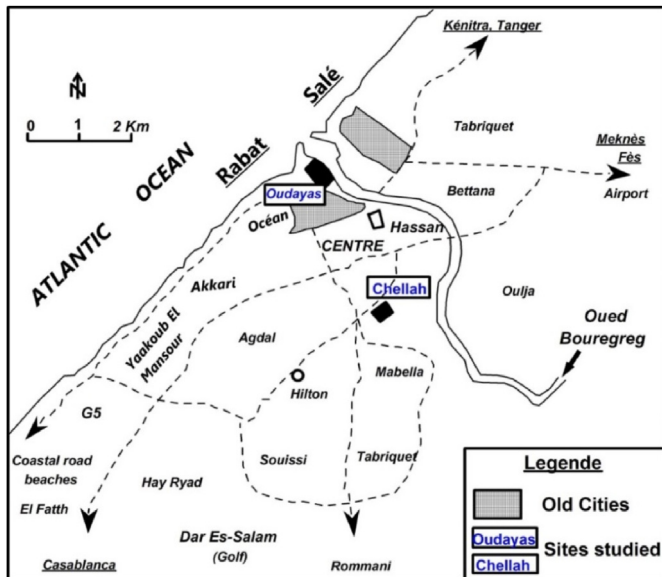 Kénitra, Tanger
N
Salé
0 1 2 Km
Tabriquet
Meknès
Fès
ATLANTIC OCEAN
Rabat
Airport
Bettana
Oudayas
Océan
Hassan
CENTRE
Akkari
Chellah
Oulja
Oued
Bouregreg
Yaakoub El
Mansour
Agdal
Mabella
Hilton
G5
Souissi
Tabriquet
Coastal road
beaches
Hay Ryad
El Fatth
Dar Es-Salam
(Golf)
Casablanca
Rommani
Legende
Old Cities
Oudayas
Chellah
Sites studied